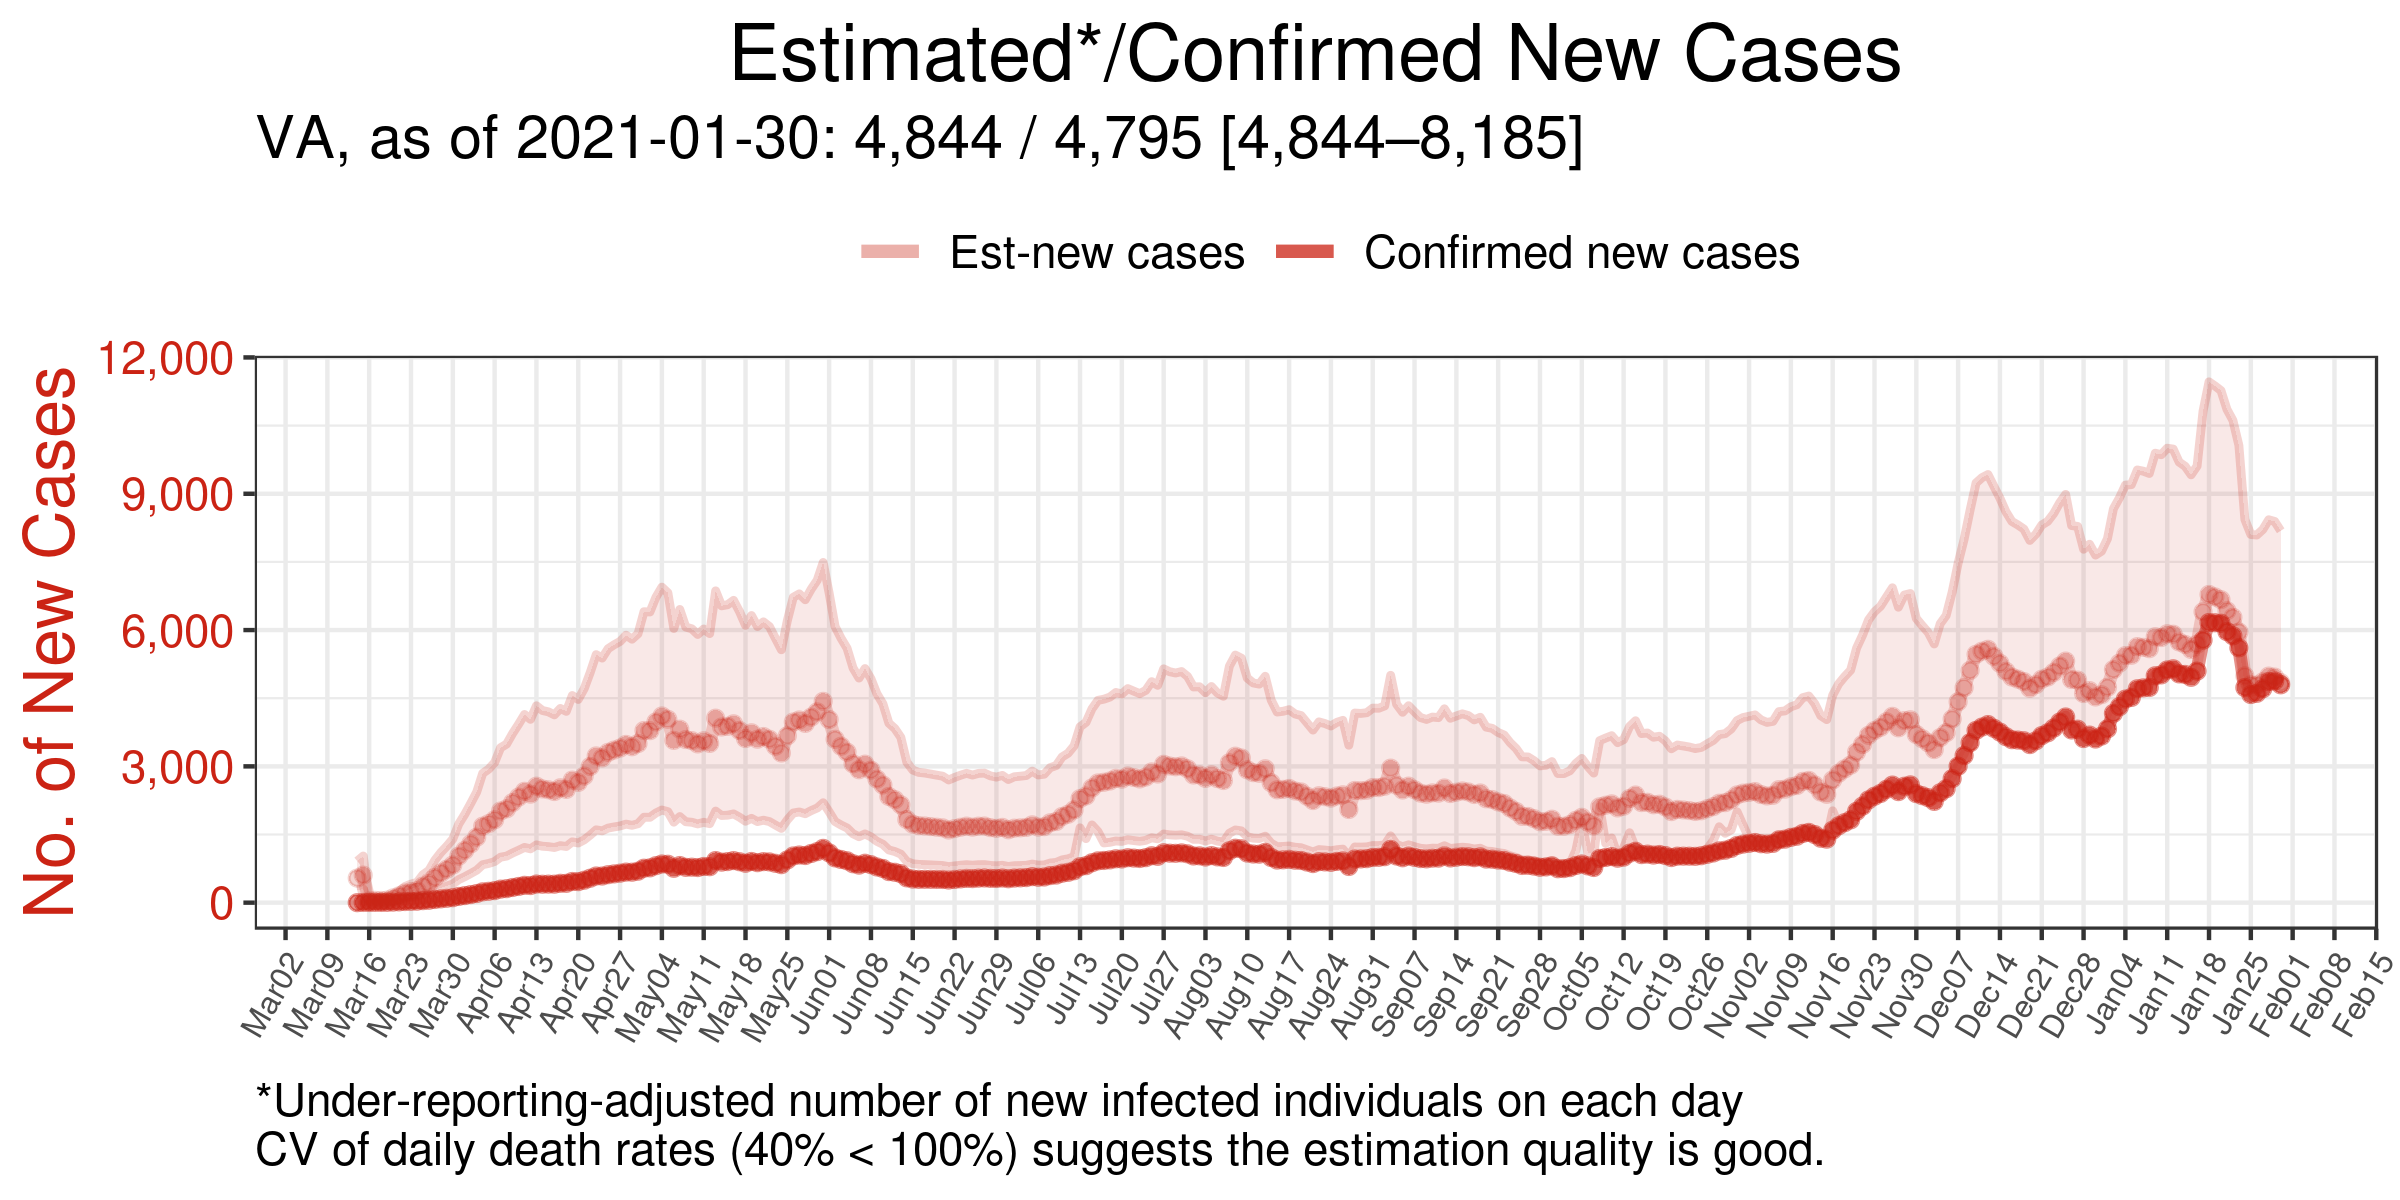 Estimated*/Confirmed New Cases
VA, as of 2021-01-30: 4,844 / 4,795 [4,844–8,185]
Est-new cases Confirmed new cases
No. of New Cases
12,000
9,000
6,000
3,000
0
Mar02 Mar09 Mar16 Mar23 Mar30 Apr06 Apr13 Apr20 Apr27 May04 May11 May18 May25 Jun01 Jun08 Jun15 Jun22 Jun29 Jul06 Jul13 Jul20 Jul27 Aug03 Aug10 Aug17 Aug24 Aug31 Sep07 Sep14 Sep21 Sep28 Oct05 Oct12 Oct19 Oct26 Nov02 Nov09 Nov16 Nov23 Nov30 Dec07 Dec14 Dec21 Dec28 Jan04 Jan11 Jan18 Jan25 Feb01 Feb08 Feb15
*Under-reporting-adjusted number of new infected individuals on each day
CV of daily death rates (40% < 100%) suggests the estimation quality is good.